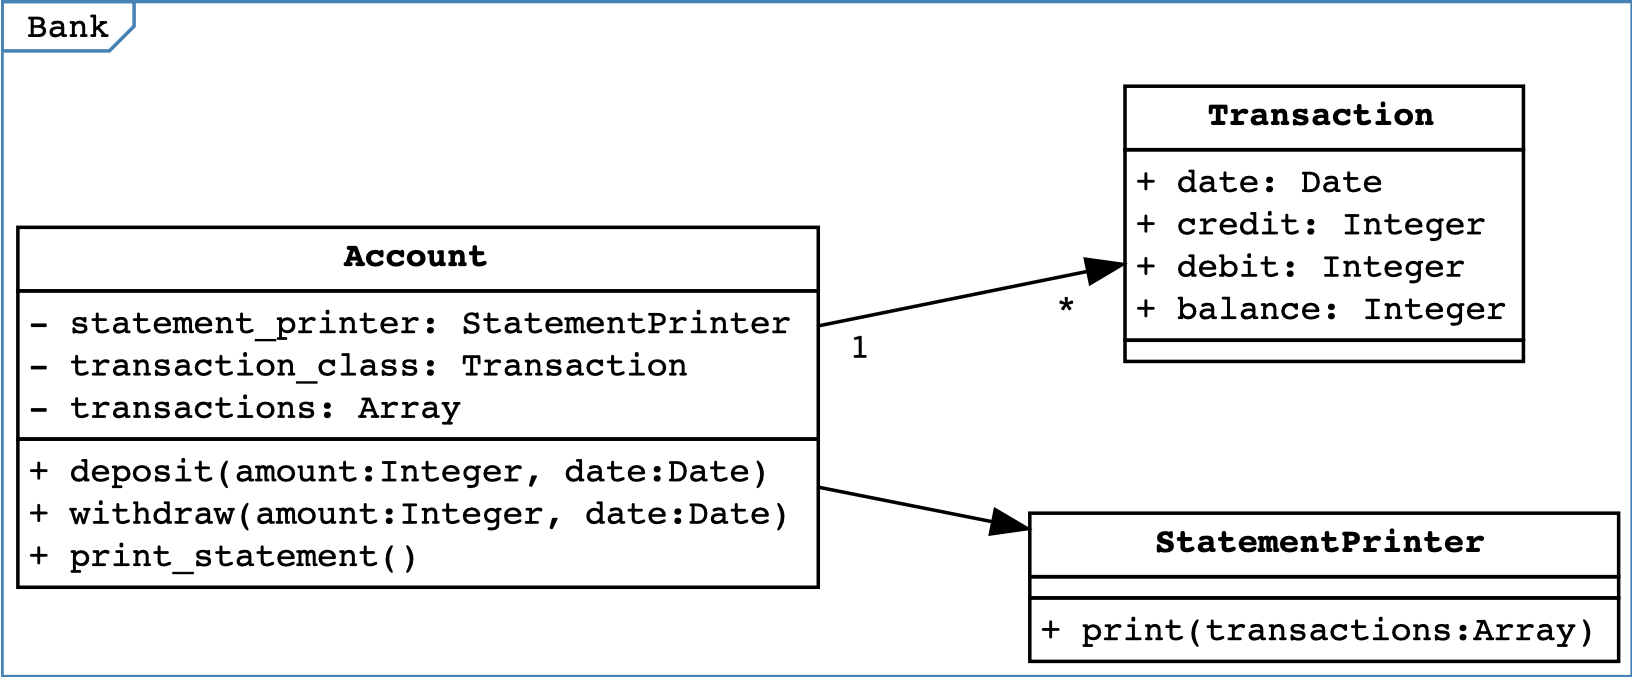 Bank
Transaction
+ date: Date
+ credit: Integer
+ debit: Integer
+ balance: Integer
Account
- statement_printer: StatementPrinter
- transaction_class: Transaction
- transactions: Array
+ deposit(amount:Integer, date:Date)
+ withdraw(amount:Integer, date:Date)
+ print_statement()
1
*
StatementPrinter
+ print(transactions:Array)